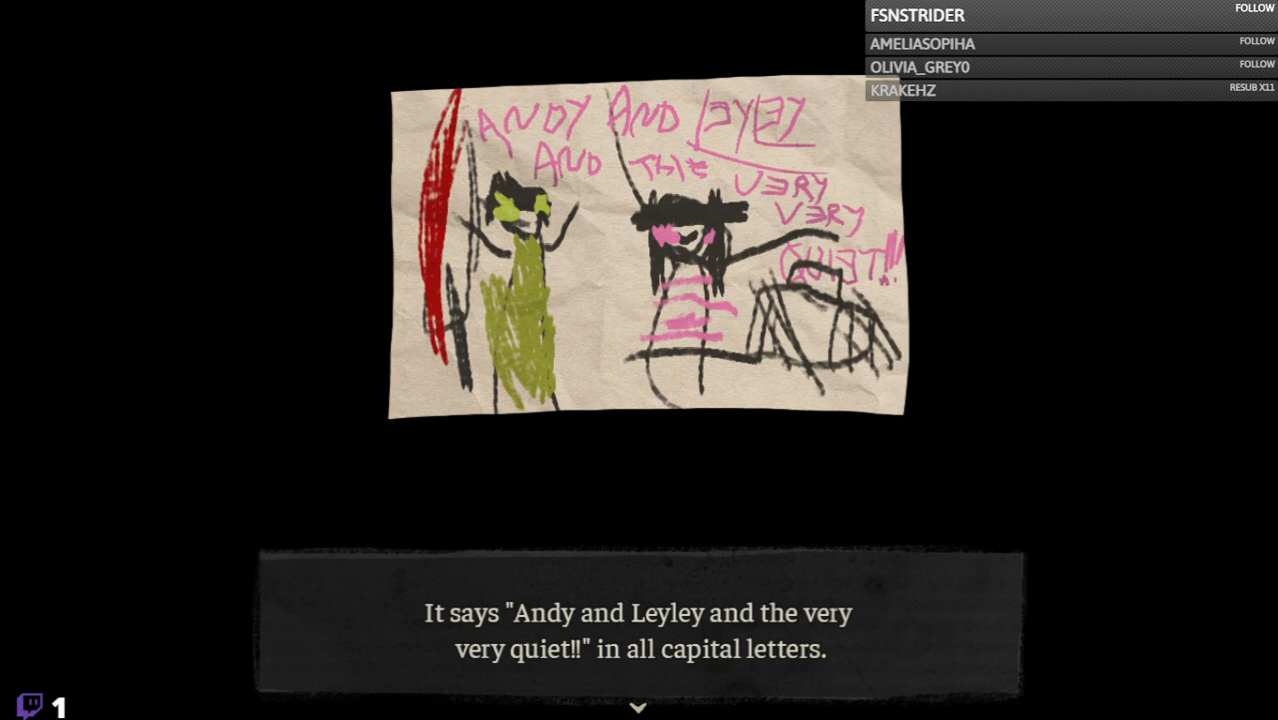 FSNSTRIDER FOLLOW
AMELIASOPIHA FOLLOW
OLIVIA_GREY0 FOLLOW
KRAKEHZ RESUB X11
ANDY AND LEYLEY
AND THE VERY
VERY
QUIET!!!
It says "Andy and Leyley and the very
very quiet!!" in all capital letters.
1